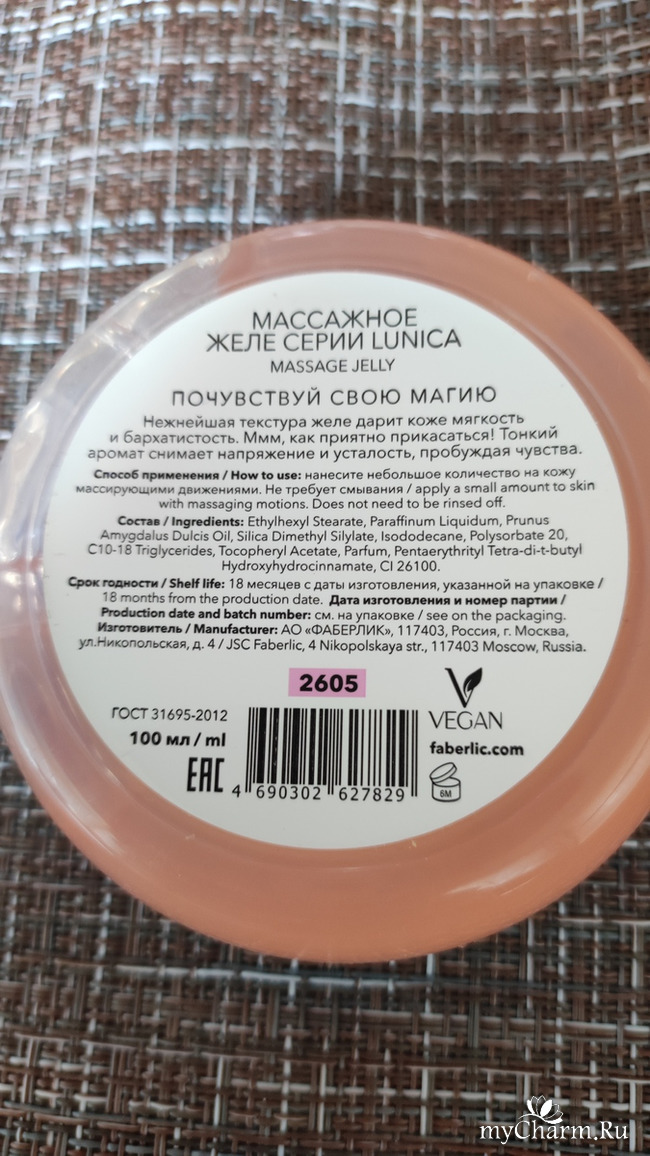 МАССАЖНОЕ
ЖЕЛЕ СЕРИИ LUNICA
MASSAGE JELLY
ПОЧУВСТВУЙ СВОЮ МАГИЮ
Нежнейшая текстура желе дарит коже мягкость
и бархатистость. Ммм, как приятно прикасаться! Тонкий
аромат снимает напряжение и усталость, пробуждая чувства.
Способ применения / How to use: нанесите небольшое количество на кожу
массирующими движениями. Не требует смывания / apply a small amount to skin
with massaging motions. Does not need to be rinsed off.
Состав / Ingredients: Ethylhexyl Stearate, Paraffinum Liquidum, Prunus
Amygdalus Dulcis Oil, Silica Dimethyl Silylate, Isododecane, Polysorbate 20,
C10-18 Triglycerides, Tocopheryl Acetate, Parfum, Pentaerythrityl Tetra-di-t-butyl
Hydroxyhydrocinnamate, CI 26100.
Срок годности / Shelf life: 18 месяцев с даты изготовления, указанной на упаковке /
18 months from the production date. Дата изготовления и номер партии /
Production date and batch number: см. на упаковке / see on the packaging.
Изготовитель / Manufacturer: АО «ФАБЕРЛИК», 117403, Россия, г. Москва,
ул.Никопольская, д. 4 / JSC Faberlic, 4 Nikopolskaya str., 117403 Moscow, Russia.
2605
VEGAN
ГОСТ 31695-2012
100 мл / ml
faberlic.com
EAC
4 690302 627829
6M
myCharm.Ru